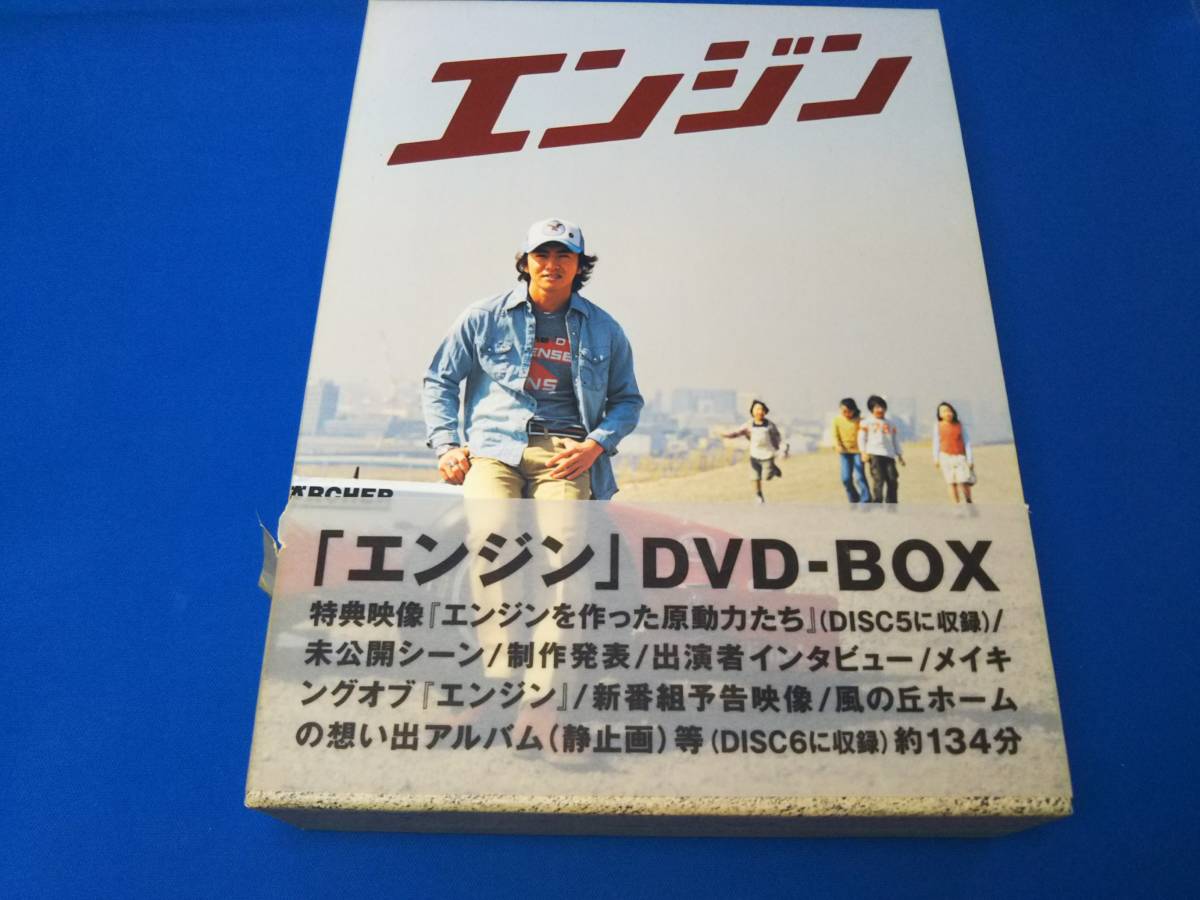 エンジン
ENSE
NS
78
ARCHER
「エンジン」DVD-BOX
特典映像『エンジンを作った原動力たち』(DISC5に収録)/
未公開シーン/制作発表/出演者インタビュー/メイキ
ングオブ『エンジン』/新番組予告映像/風の丘ホーム
の想い出アルバム(静止画)等(DISC6に収録)約134分